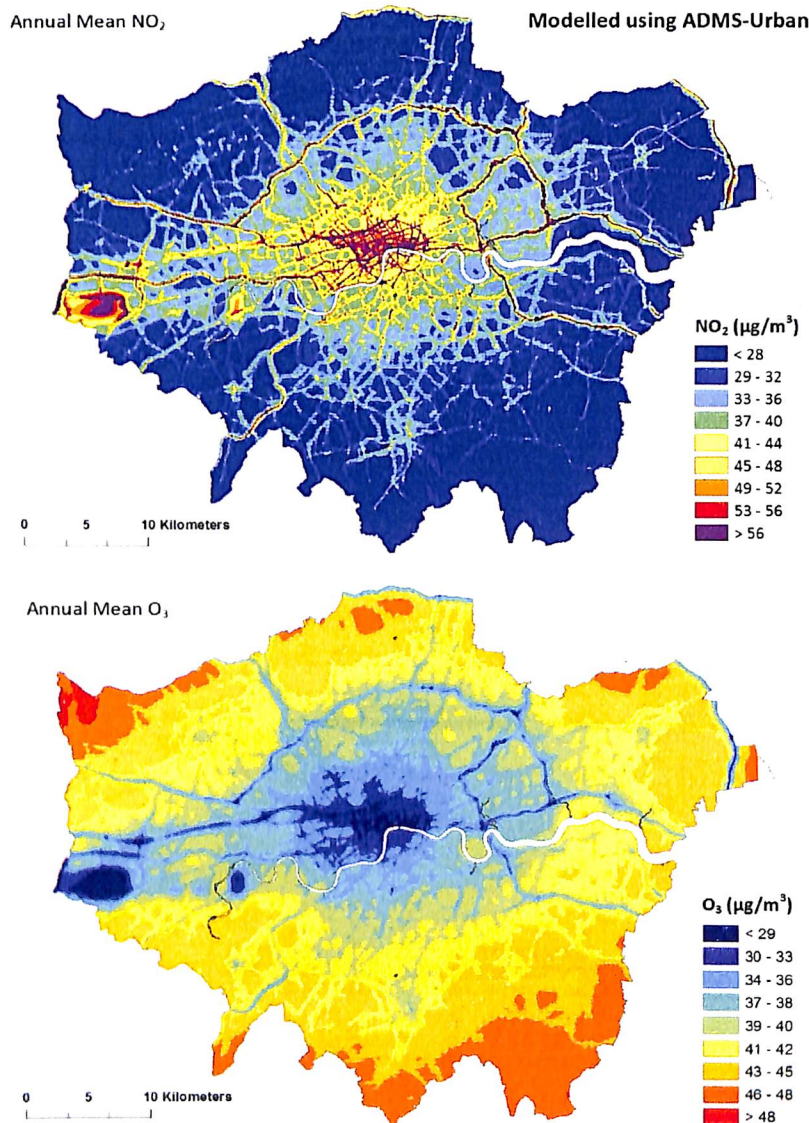 Annual Mean NO₂
Modelled using ADMS-Urban
NO₂ (µg/m³)
< 28
29 - 32
33 - 36
37 - 40
41 - 44
45 - 48
49 - 52
53 - 56
> 56
0 5 10 Kilometers
Annual Mean O₃
O₃ (µg/m³)
< 29
30 - 33
34 - 36
37 - 38
39 - 40
41 - 42
43 - 45
46 - 48
> 48
0 5 10 Kilometers